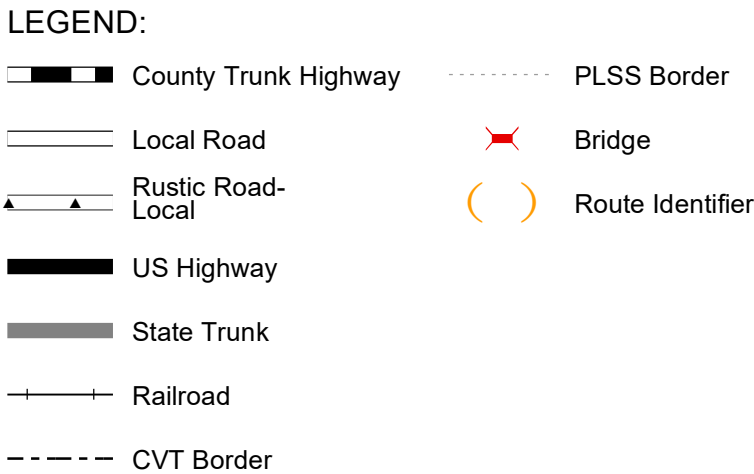 LEGEND:
County Trunk Highway
Local Road
Rustic Road-
Local
US Highway
State Trunk
Railroad
CVT Border
PLSS Border
Bridge
Route Identifier